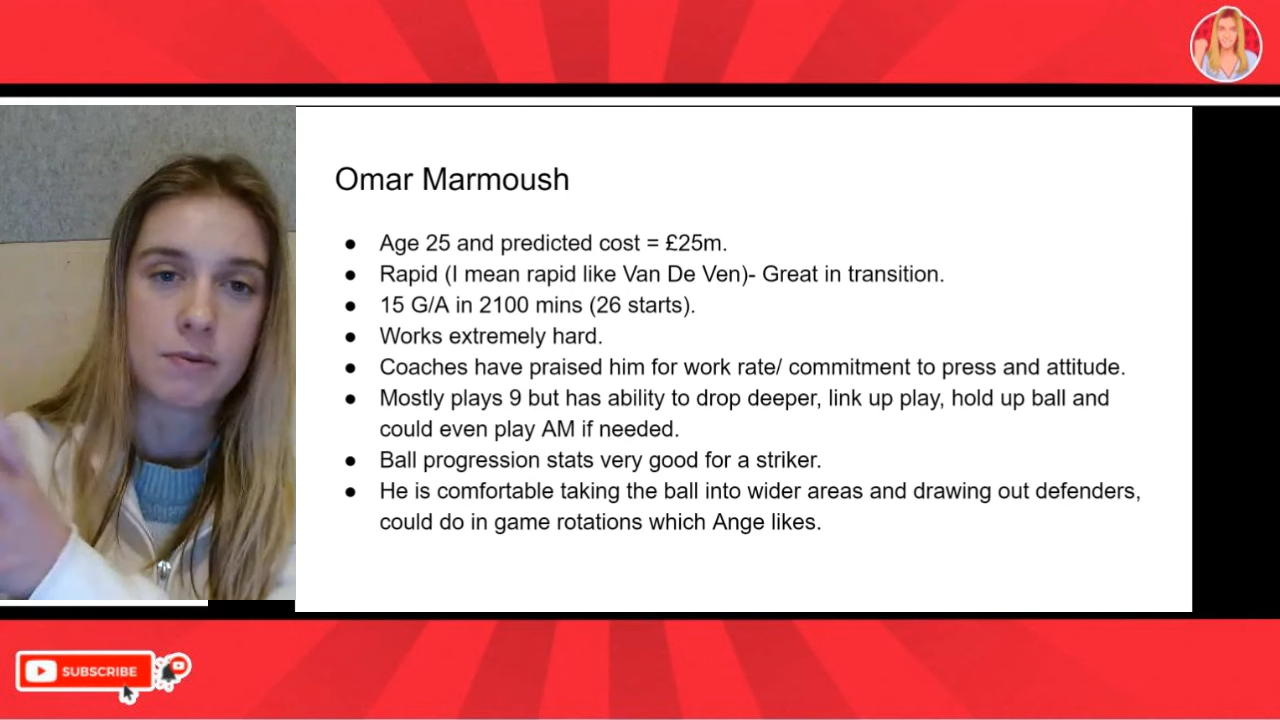 Omar Marmoush
● Age 25 and predicted cost = £25m.
● Rapid (I mean rapid like Van De Ven)- Great in transition.
● 15 G/A in 2100 mins (26 starts).
● Works extremely hard.
● Coaches have praised him for work rate/ commitment to press and attitude.
● Mostly plays 9 but has ability to drop deeper, link up play, hold up ball and
could even play AM if needed.
● Ball progression stats very good for a striker.
● He is comfortable taking the ball into wider areas and drawing out defenders,
could do in game rotations which Ange likes.
SUBSCRIBE